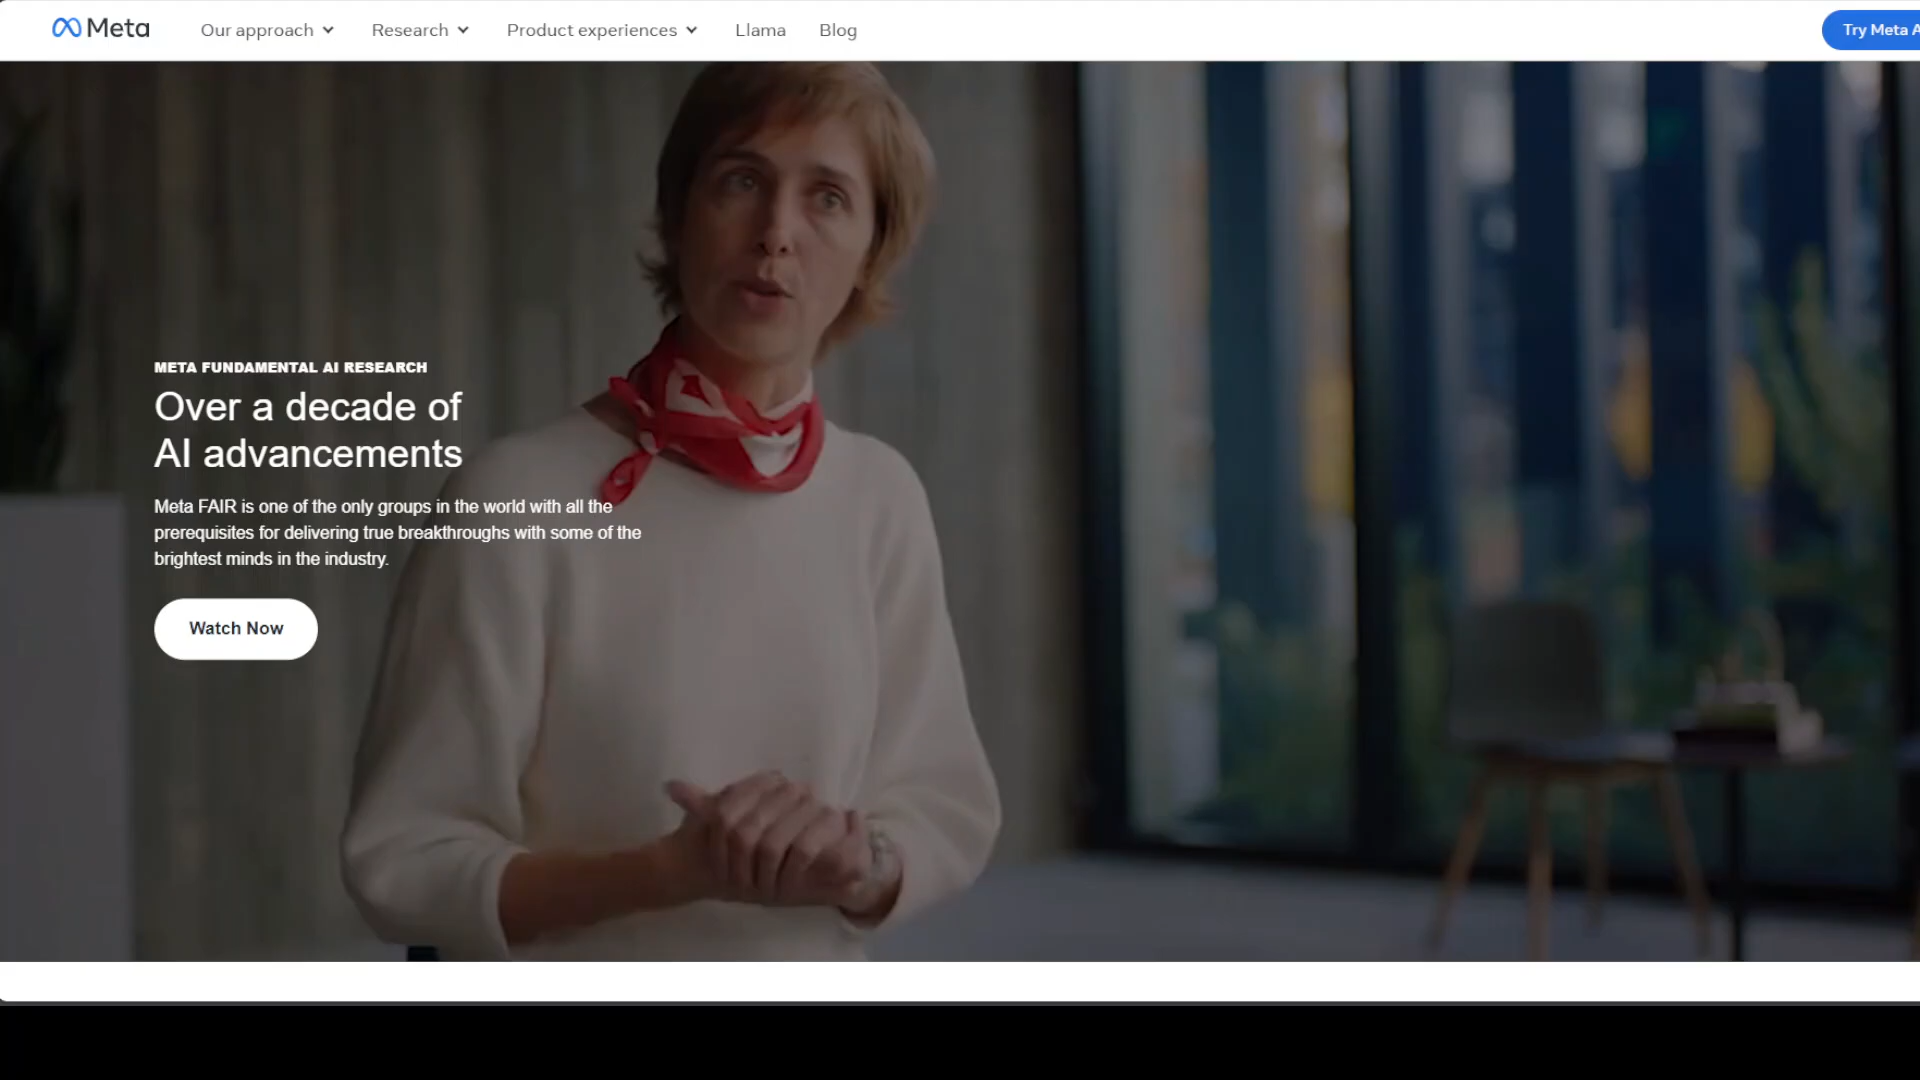 Meta
Our approach
Research
Product experiences
Llama
Blog
Try Meta A
META FUNDAMENTAL AI RESEARCH
Over a decade of
AI advancements
Meta FAIR is one of the only groups in the world with all the
prerequisites for delivering true breakthroughs with some of the
brightest minds in the industry.
Watch Now